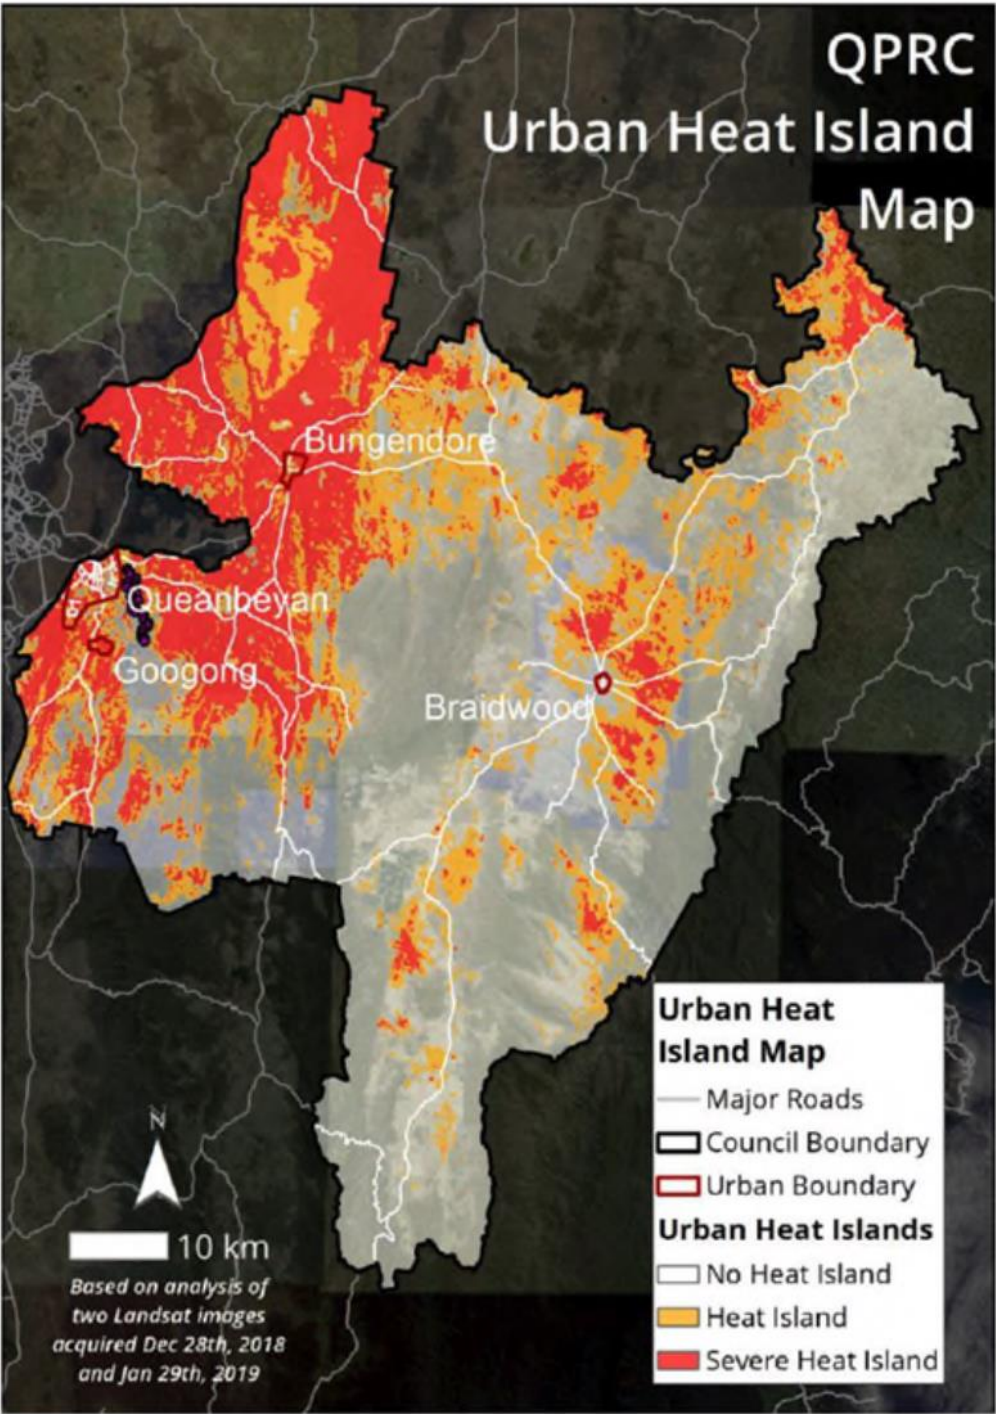 QPRC
Urban Heat Island
Map
Bungendore
Queanbeyan
Googong
Braidwood
Urban Heat
Island Map
Major Roads
Council Boundary
Urban Boundary
Urban Heat Islands
No Heat Island
Heat Island
Severe Heat Island
N
10 km
Based on analysis of
two Landsat images
acquired Dec 28th, 2018
and Jan 29th, 2019